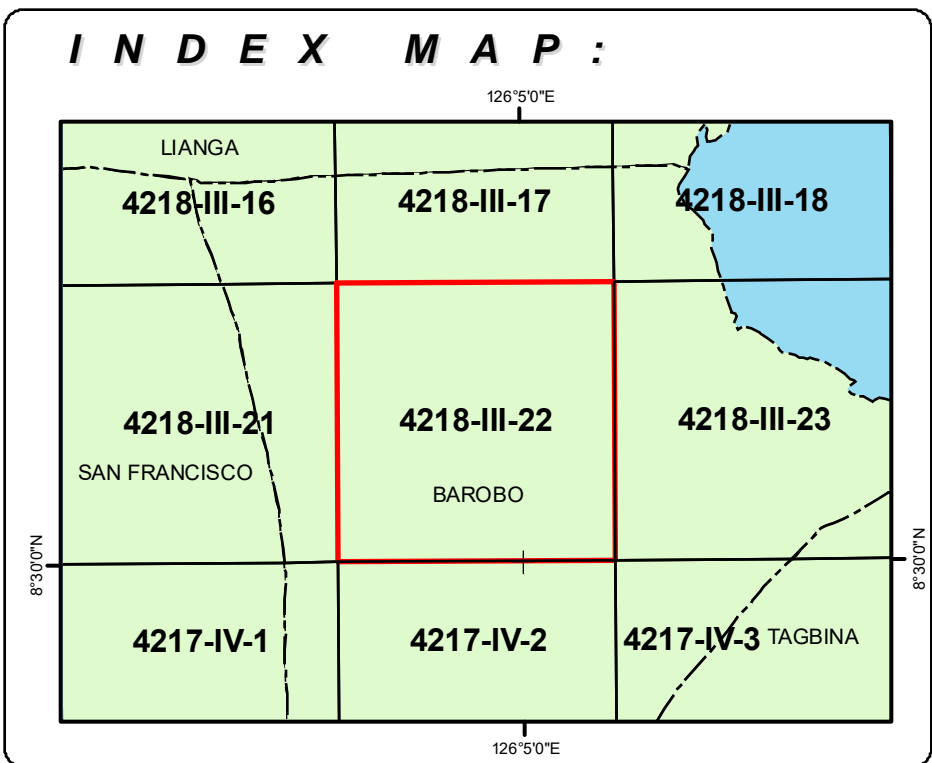 INDEX MAP:
126°5'0"E
LIANGA
4218-III-16
4218-III-17
4218-III-18
4218-III-21
4218-III-22
4218-III-23
SAN FRANCISCO
BAROBO
8°30'0"N
8°30'0"N
4217-IV-1
4217-IV-2
4217-IV-3
TAGBINA
126°5'0"E